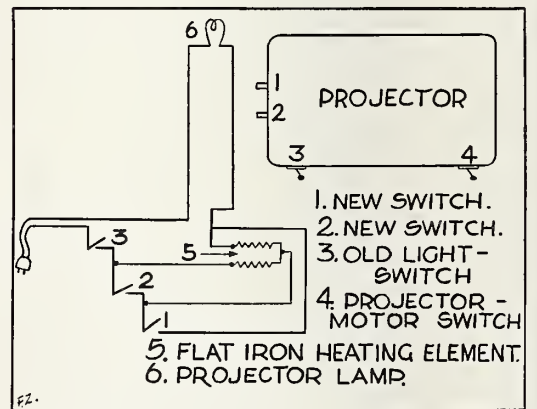 6
PROJECTOR
1
2
3
4
3
5
2
1
1. NEW SWITCH.
2. NEW SWITCH.
3. OLD LIGHT-
SWITCH
4. PROJECTOR-
MOTOR SWITCH
5. FLAT IRON HEATING ELEMENT.
6. PROJECTOR LAMP.
F.Z.